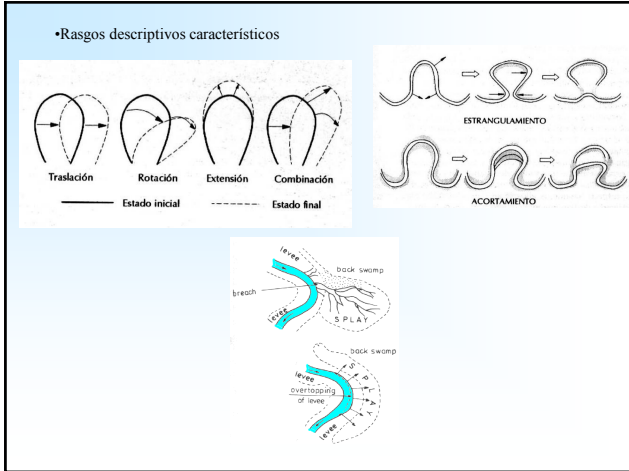 •Rasgos descriptivos característicos
Traslación Rotación Extensión Combinación
Estado inicial Estado final
ESTRANGULAMIENTO
ACORTAMIENTO
levee
back swamp
breach
SPLAY
levee
back swamp
levee
SPLAY
overtopping
of levee
levee